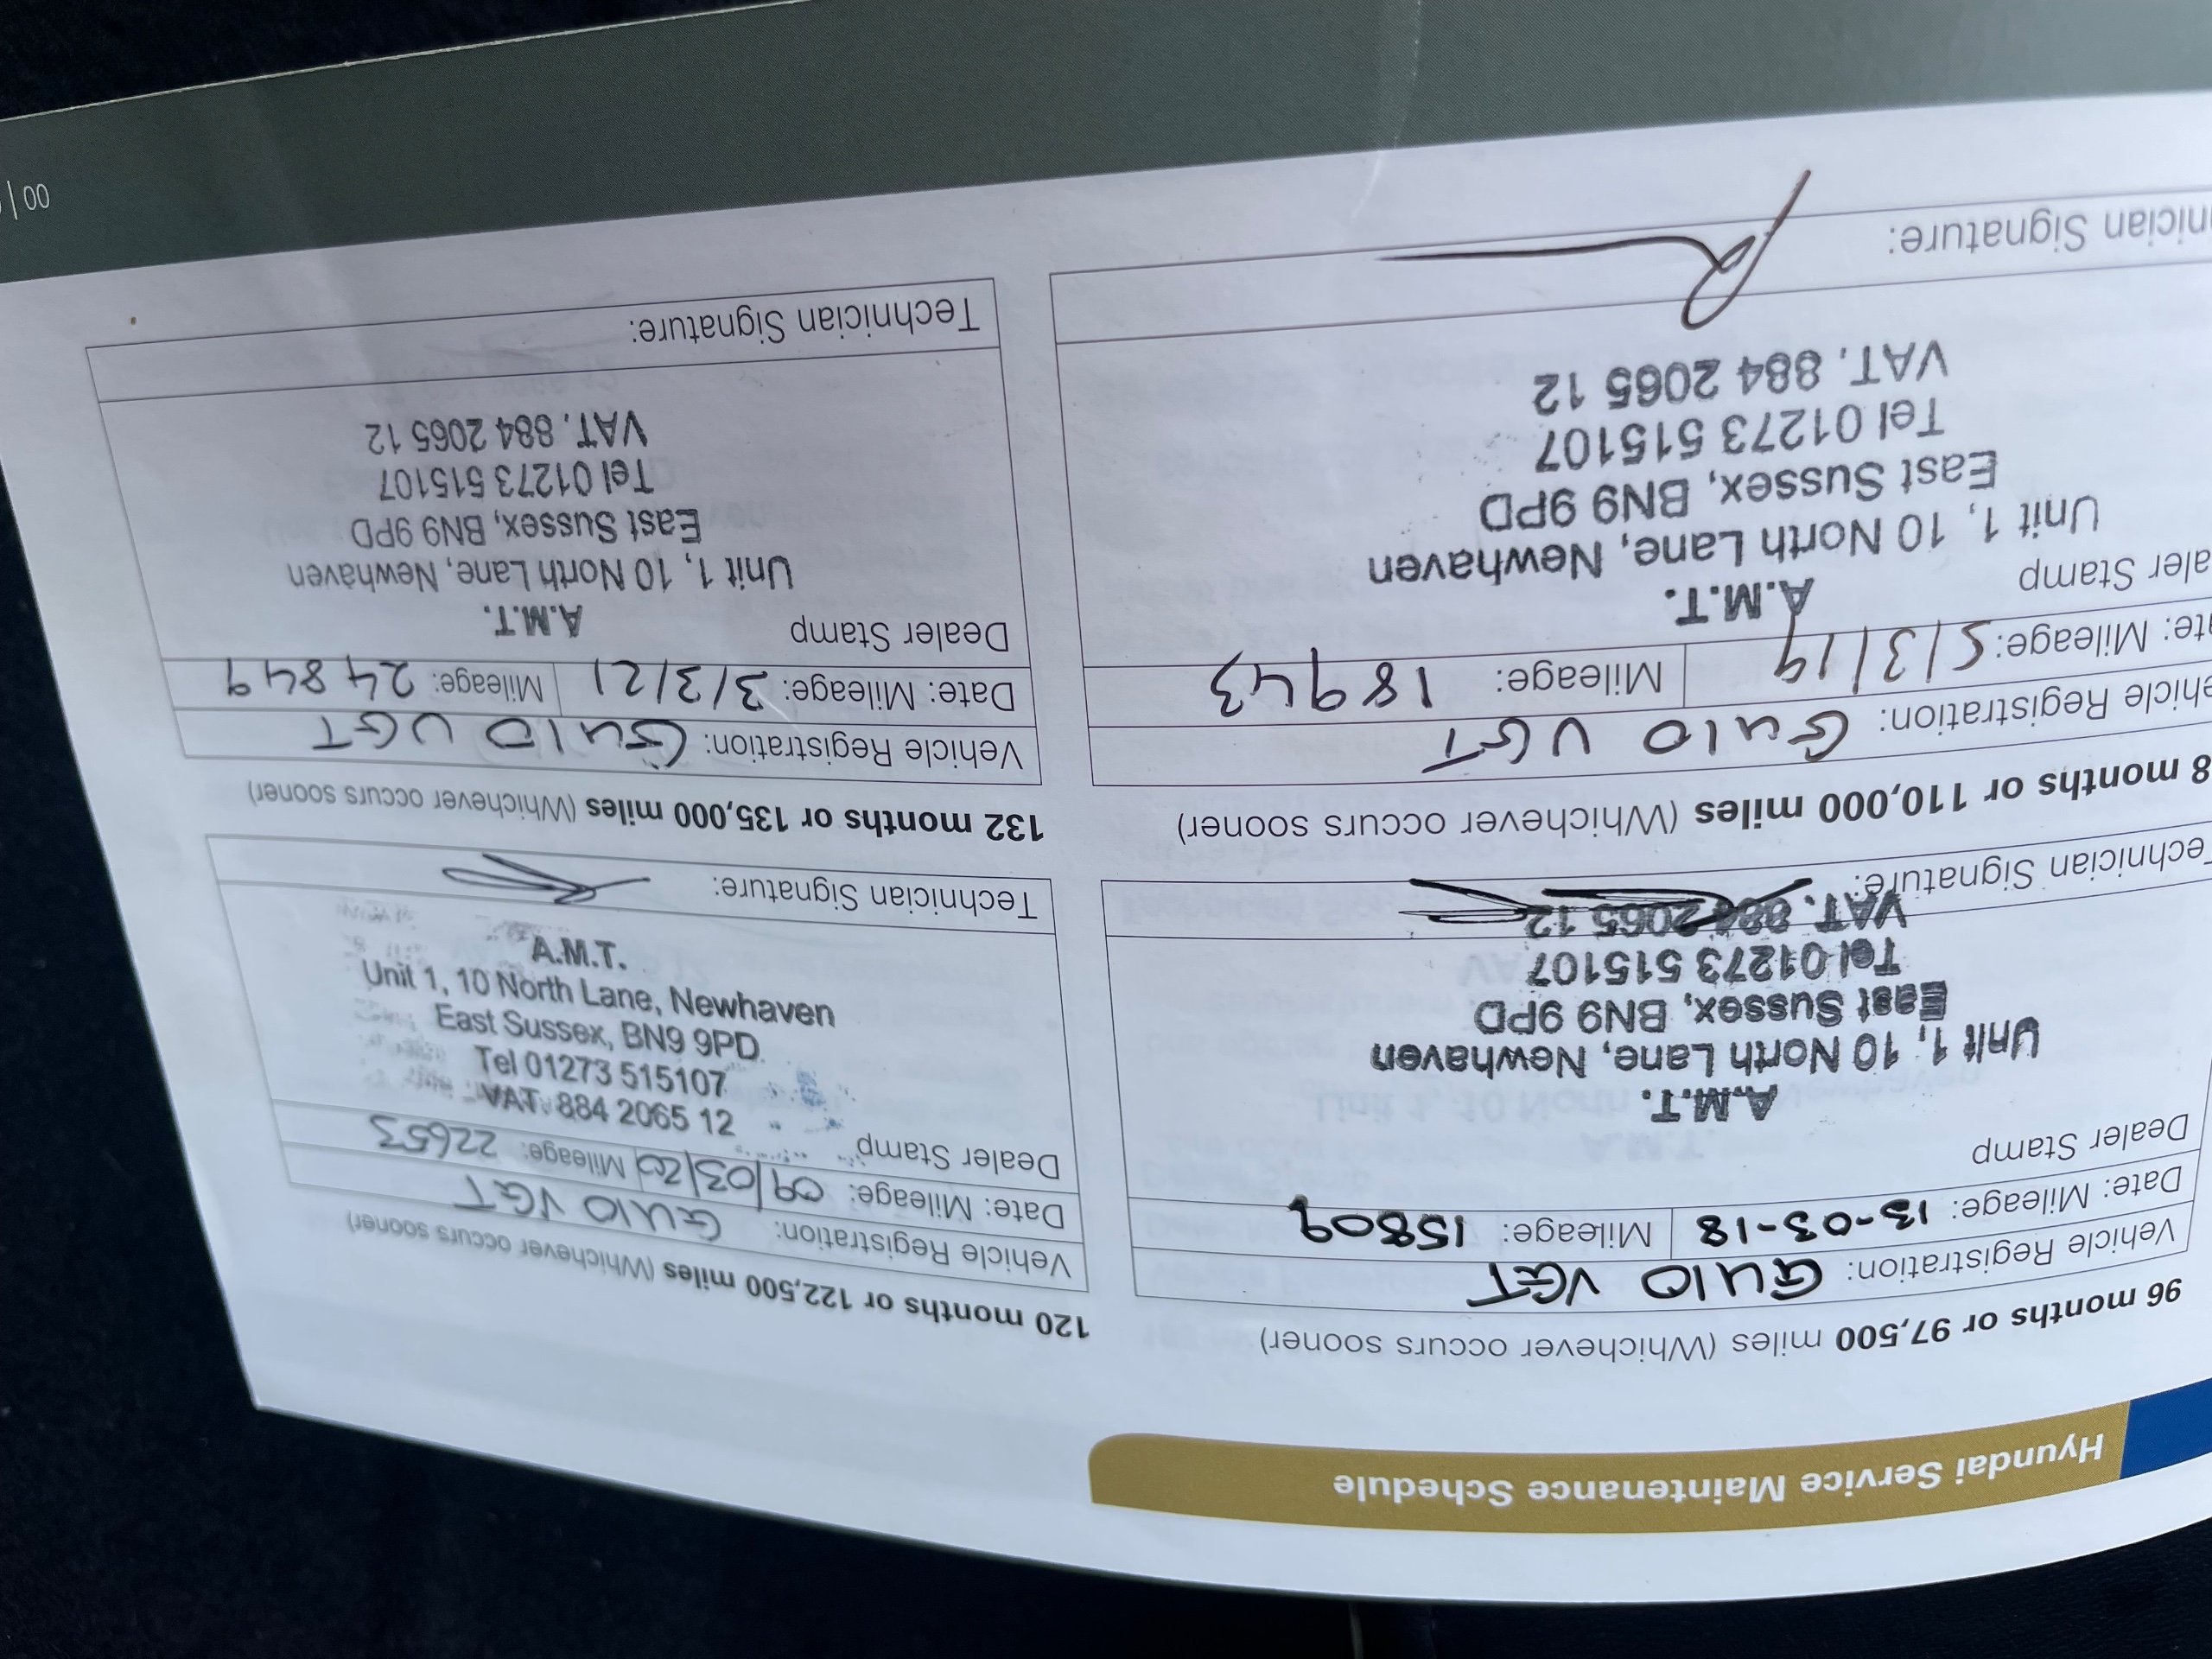 Hyundai Service Maintenance Schedule
96 months or 97,500 miles (Whichever occurs sooner)
Vehicle Registration: GU10 VGT
Date: Mileage: 13-03-18 Mileage: 15809
Dealer Stamp
A.M.T.
Unit 1, 10 North Lane, Newhaven
East Sussex, BN9 9PD
Tel 01273 515107
VAT. 884 2065 12
Technician Signature:
8 months or 110,000 miles (Whichever occurs sooner)
ehicle Registration: GU10 VGT
te: Mileage: 5/3/19 Mileage: 18943
aler Stamp
A.M.T.
Unit 1, 10 North Lane, Newhaven
East Sussex, BN9 9PD
Tel 01273 515107
VAT. 884 2065 12
nician Signature:
120 months or 122,500 miles (Whichever occurs sooner)
Vehicle Registration: GU10 VGT
Date: Mileage: 09/03/20 Mileage: 22653
Dealer Stamp
A.M.T.
Unit 1, 10 North Lane, Newhaven
East Sussex, BN9 9PD
Tel 01273 515107
VAT. 884 2065 12
Technician Signature:
132 months or 135,000 miles (Whichever occurs sooner)
Vehicle Registration: GU10 VGT
Date: Mileage: 3/3/21 Mileage: 24849
Dealer Stamp
A.M.T.
Unit 1, 10 North Lane, Newhaven
East Sussex, BN9 9PD
Tel 01273 515107
VAT. 884 2065 12
Technician Signature:
00 |